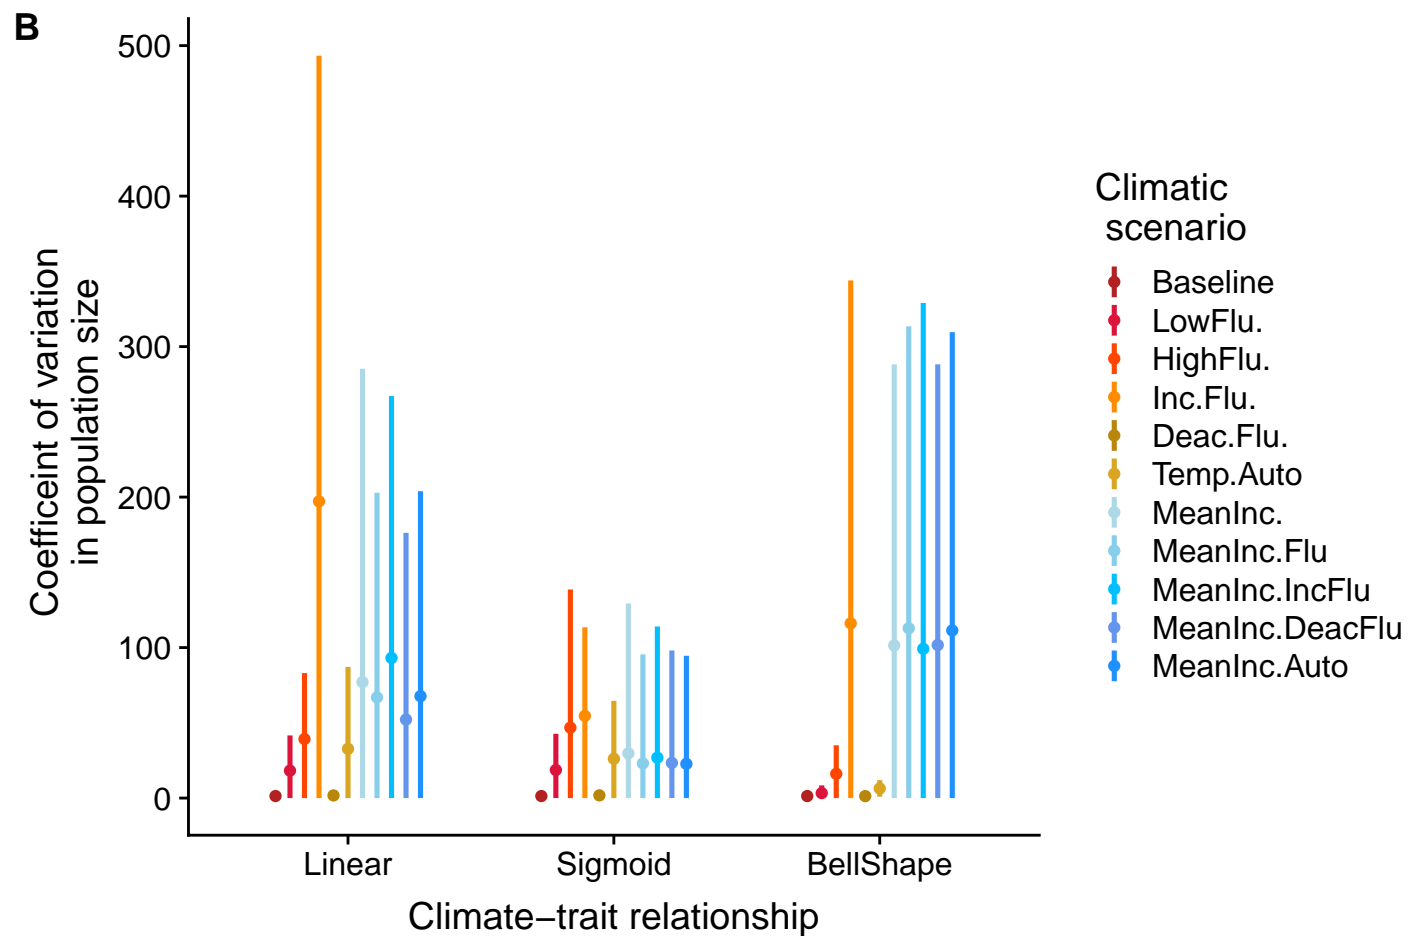 B
Coefficeint of variation
in population size
500
400
300
200
100
0
Linear
Sigmoid
BellShape
Climate−trait relationship
Climatic
scenario
Baseline
LowFlu.
HighFlu.
Inc.Flu.
Deac.Flu.
Temp.Auto
MeanInc.
MeanInc.Flu
MeanInc.IncFlu
MeanInc.DeacFlu
MeanInc.Auto